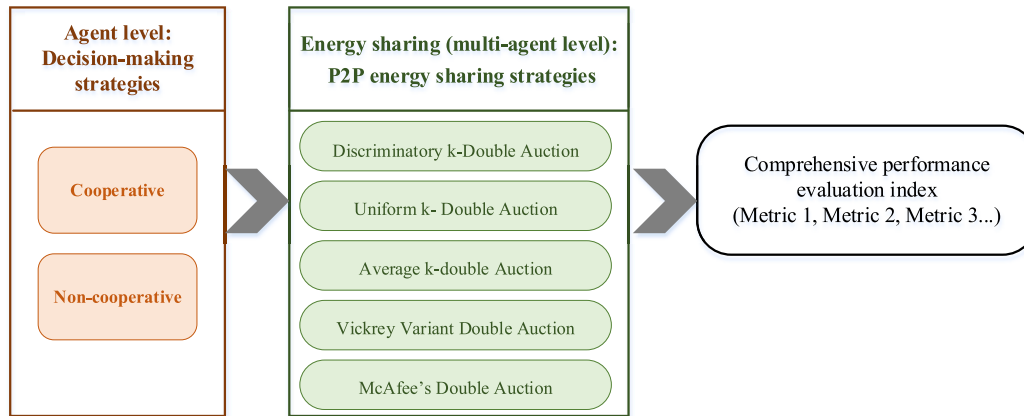 Agent level:
Decision-making
strategies
Cooperative
Non-cooperative
Energy sharing (multi-agent level):
P2P energy sharing strategies
Discriminatory k-Double Auction
Uniform k- Double Auction
Average k-double Auction
Vickrey Variant Double Auction
McAfee’s Double Auction
Comprehensive performance
evaluation index
(Metric 1, Metric 2, Metric 3...)